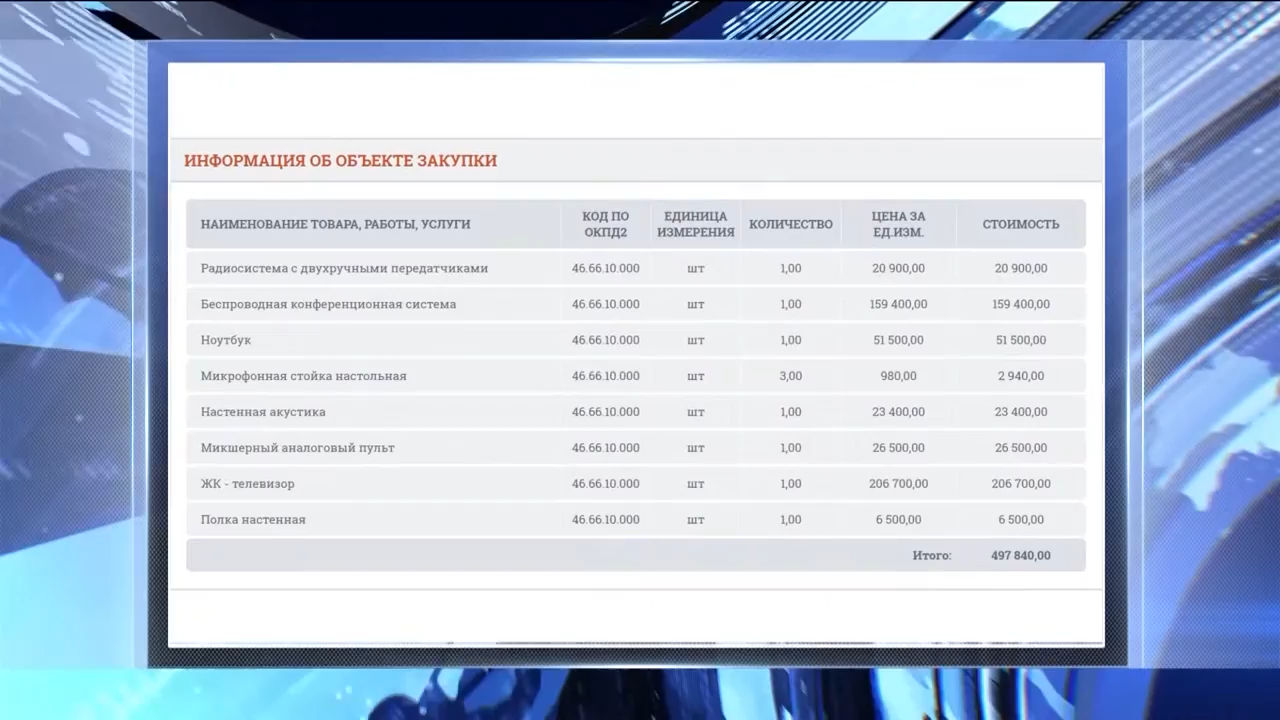 ИНФОРМАЦИЯ ОБ ОБЪЕКТЕ ЗАКУПКИ
НАИМЕНОВАНИЕ ТОВАРА, РАБОТЫ, УСЛУГИ КОД ПО ОКПД2 ЕДИНИЦА ИЗМЕРЕНИЯ КОЛИЧЕСТВО ЦЕНА ЗА ЕД.ИЗМ. СТОИМОСТЬ
Радиосистема с двухручными передатчиками 46.66.10.000 шт 1,00 20 900,00 20 900,00
Беспроводная конференционная система 46.66.10.000 шт 1,00 159 400,00 159 400,00
Ноутбук 46.66.10.000 шт 1,00 51 500,00 51 500,00
Микрофонная стойка настольная 46.66.10.000 шт 3,00 980,00 2 940,00
Настенная акустика 46.66.10.000 шт 1,00 23 400,00 23 400,00
Микшерный аналоговый пульт 46.66.10.000 шт 1,00 26 500,00 26 500,00
ЖК - телевизор 46.66.10.000 шт 1,00 206 700,00 206 700,00
Полка настенная 46.66.10.000 шт 1,00 6 500,00 6 500,00
Итого: 497 840,00